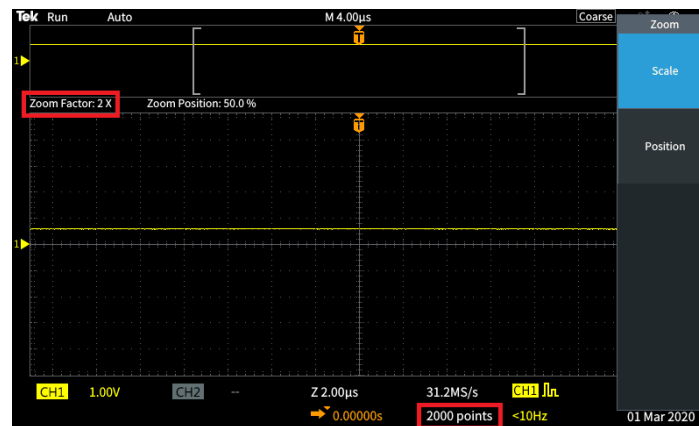 Tek Run Auto M 4.00µs Coarse
T
1
Zoom Factor: 2 X Zoom Position: 50.0 %
T
1
CH1 1.00V CH2 -- Z 2.00µs 31.2MS/s CH1
0.00000s 2000 points <10Hz
01 Mar 2020
Zoom
Scale
Position